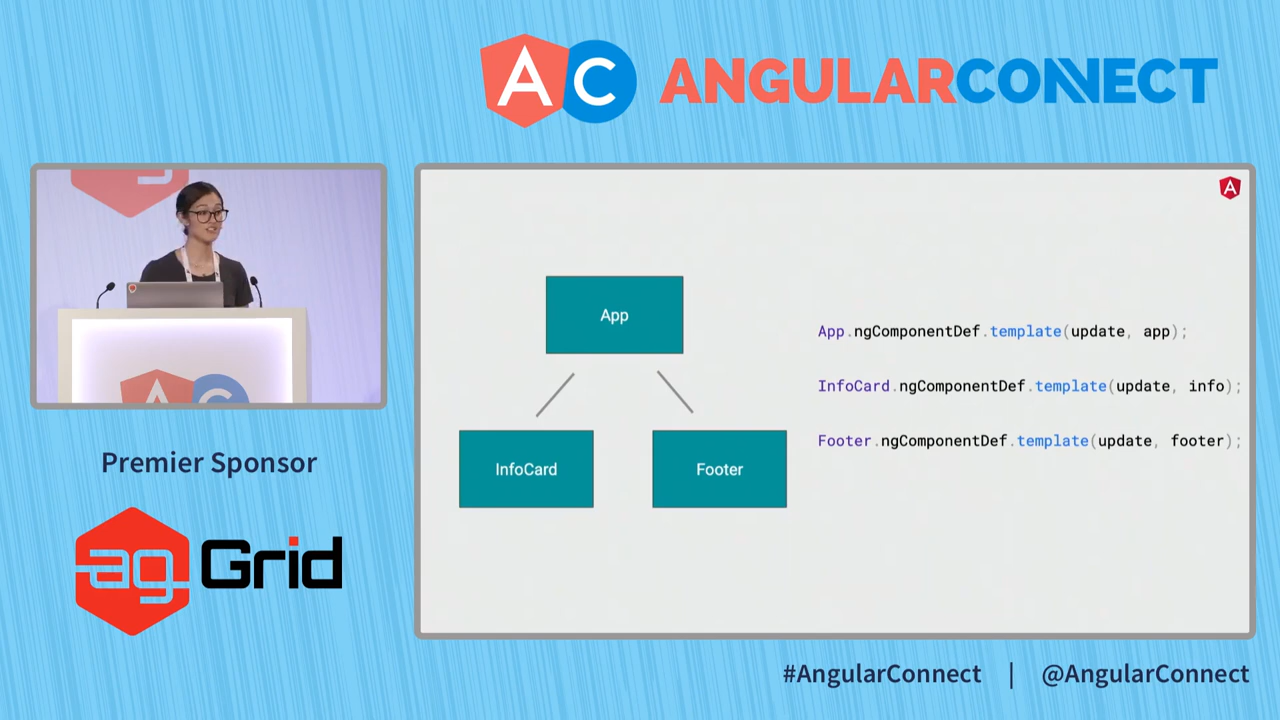 AC ANGULARCONNECT
A
App
InfoCard
Footer
App.ngComponentDef.template(update, app);
InfoCard.ngComponentDef.template(update, info);
Footer.ngComponentDef.template(update, footer);
Premier Sponsor
ag Grid
#AngularConnect | @AngularConnect